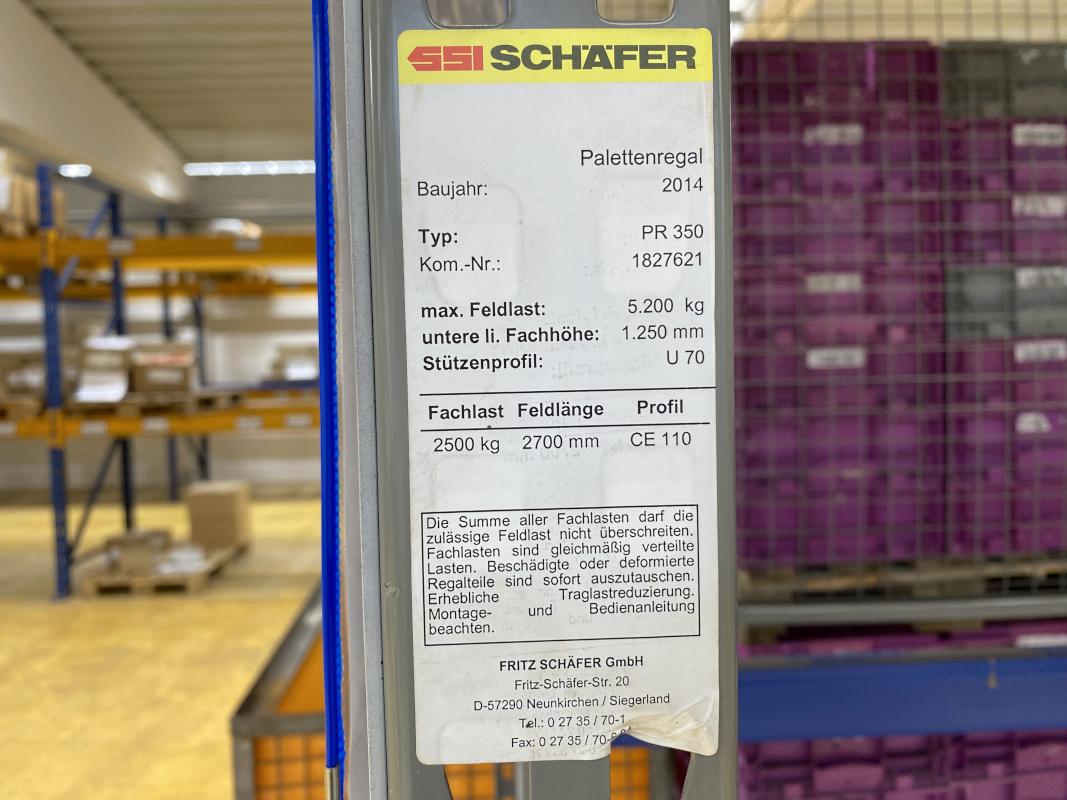 SSI SCHÄFER
Palettenregal
Baujahr: 2014
Typ: PR 350
Kom.-Nr.: 1827621
max. Feldlast: 5.200 kg
untere li. Fachhöhe: 1.250 mm
Stützenprofil: U 70
Fachlast Feldlänge Profil
2500 kg 2700 mm CE 110
Die Summe aller Fachlasten darf die
zulässige Feldlast nicht überschreiten.
Fachlasten sind gleichmäßig verteilte
Lasten. Beschädigte oder deformierte
Regalteile sind sofort auszutauschen.
Erhebliche Traglastreduzierung.
Montage- und Bedienanleitung
beachten.
FRITZ SCHÄFER GmbH
Fritz-Schäfer-Str. 20
D-57290 Neunkirchen / Siegerland
Tel.: 0 27 35 / 70-1
Fax: 0 27 35 /